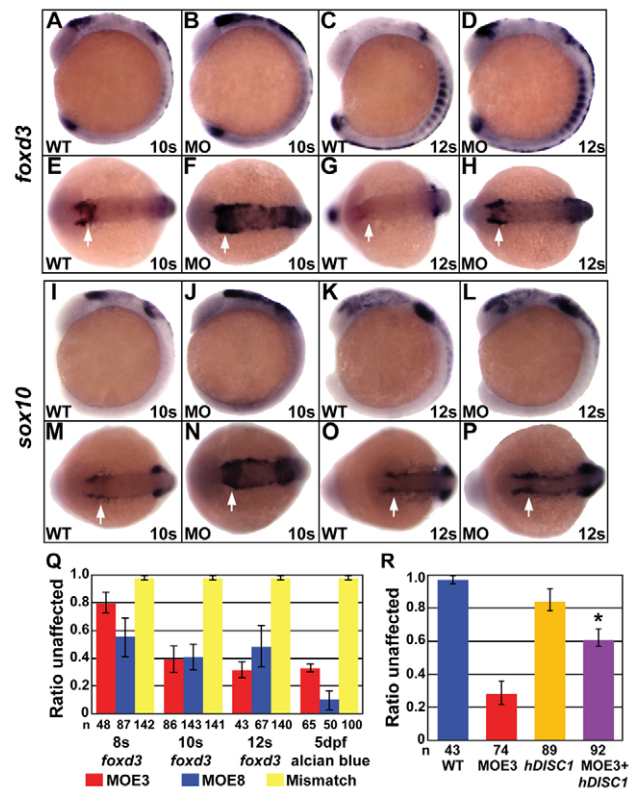 A B C D
WT 10s MO 10s WT 12s MO 12s
foxd3
E F G H
WT 10s MO 10s WT 12s MO 12s
I J K L
WT 10s MO 10s WT 12s MO 12s
sox10
M N O P
WT 10s MO 10s WT 12s MO 12s
Q
Ratio unaffected
1.0
0.8
0.6
0.4
0.2
0
n 48 87 142 86 143 141 43 67 140 65 50 100
8s 10s 12s 5dpf
foxd3 foxd3 foxd3 alcian blue
MOE3 MOE8 Mismatch
R
Ratio unaffected
1.0
0.8
0.6
0.4
0.2
0
*
n 43 74 89 92
WT MOE3 hDISC1 MOE3+
hDISC1